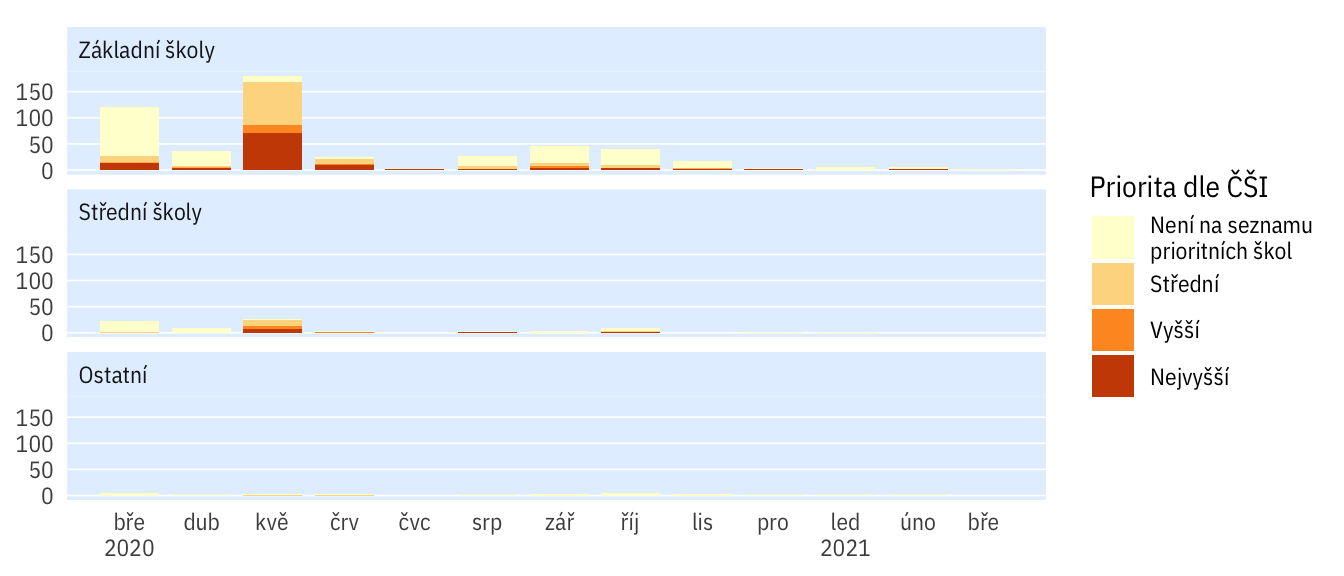 Základní školy
150
100
50
0
Střední školy
150
100
50
0
Ostatní
150
100
50
0
bře dub kvě črv čvc srp zář říj lis pro led úno bře
2020 2021
Priorita dle ČŠI
Není na seznamu
prioritních škol
Střední
Vyšší
Nejvyšší